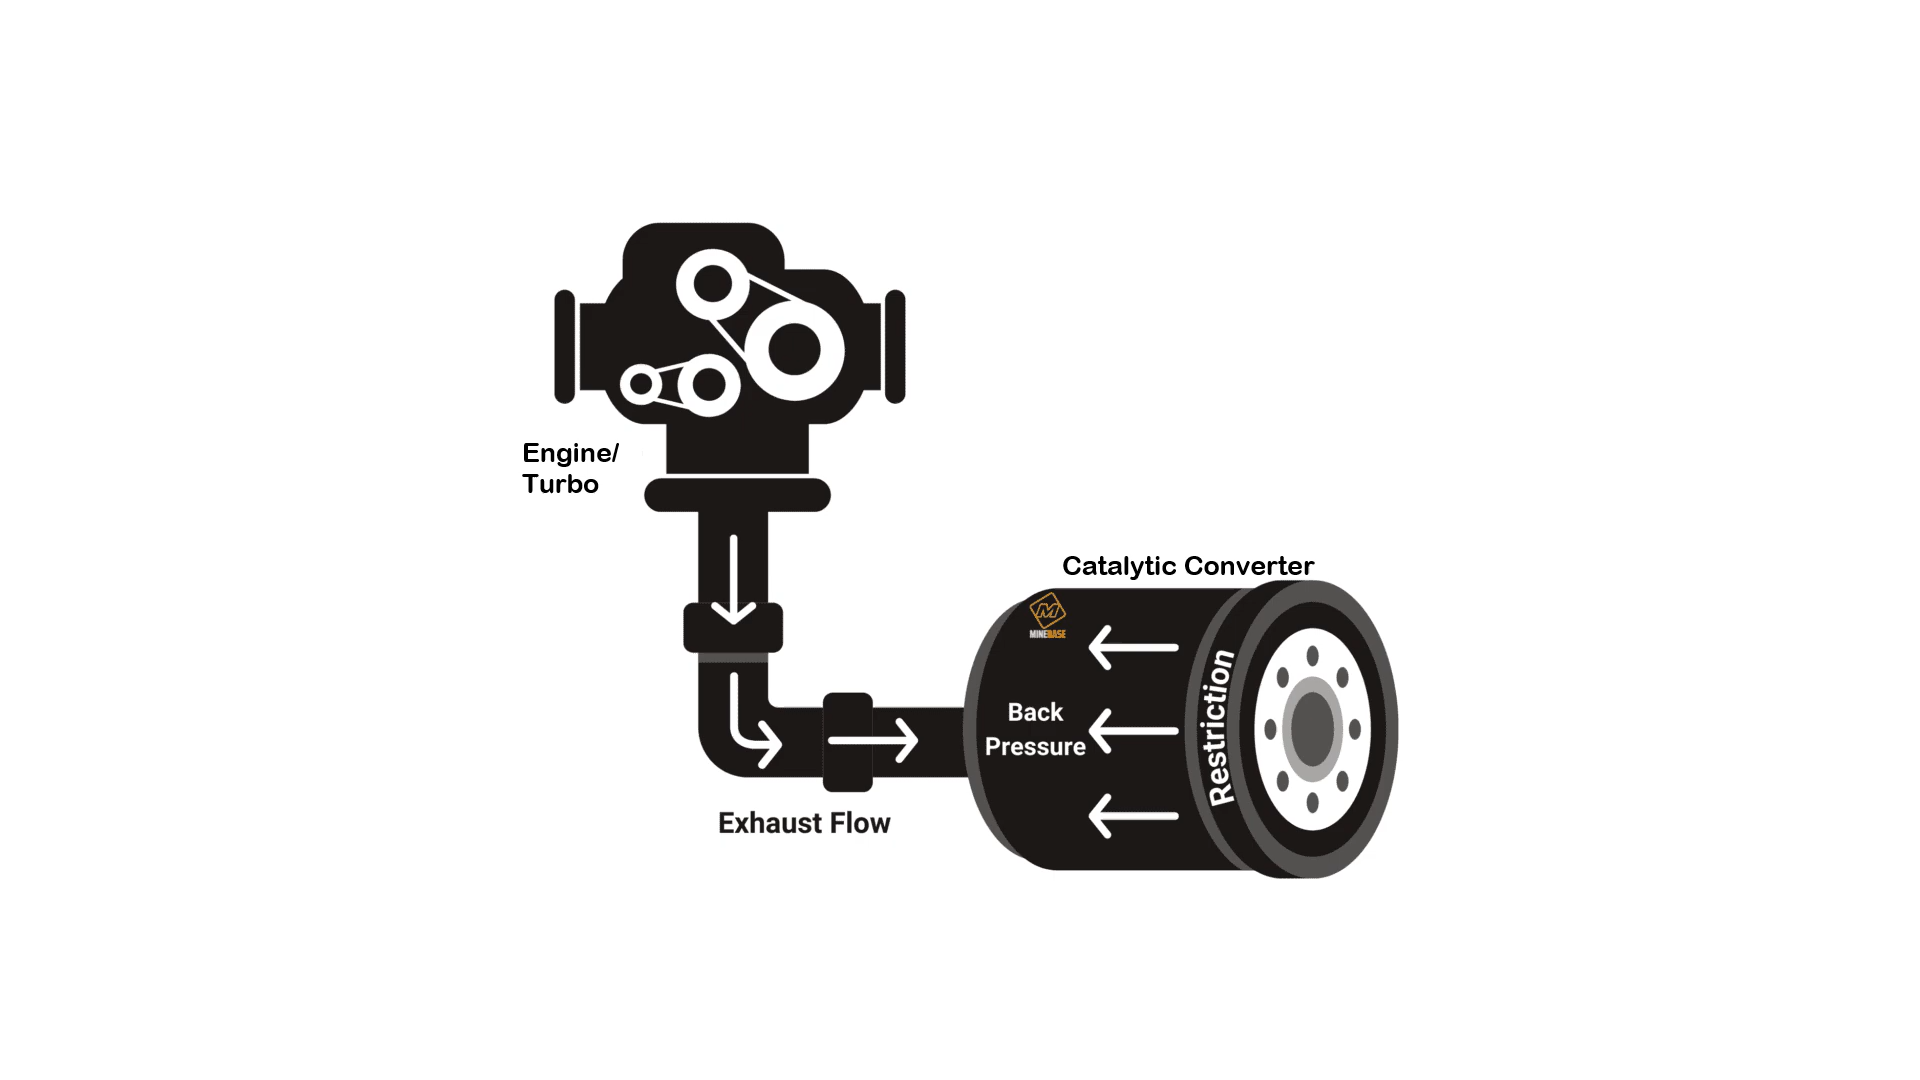 Engine/
Turbo
Catalytic Converter
MINEBASE
Back
Pressure
Restriction
Exhaust Flow